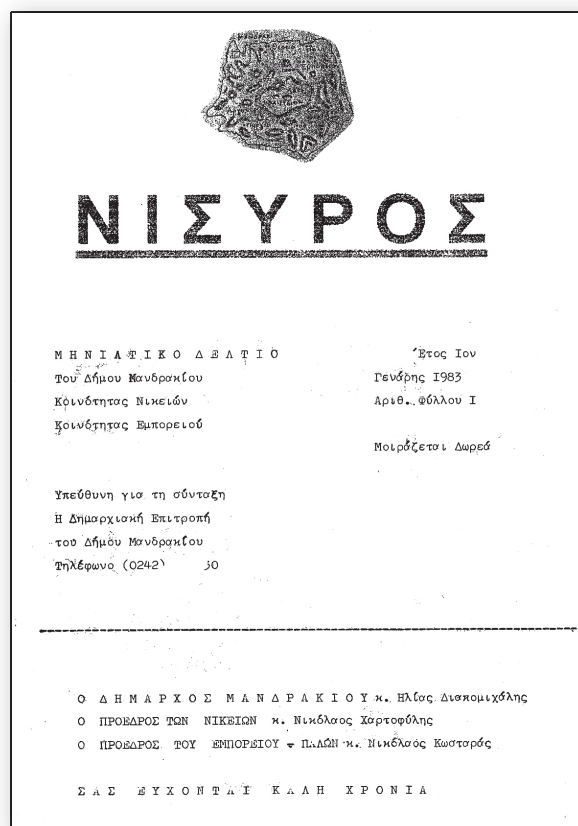 ΝΙΣΥΡΟΣ
ΜΗΝΙΑΤΙΚΟ ΔΕΛΤΙΟ
Του Δήμου Μανδρακίου
Κοινότητας Νικειών
Κοινότητας Εμπορειού
Έτος Ιον
Γενάρης Ι983
Αριθ. Φύλλου Ι
Μοιράζεται Δωρεά
Υπεύθυνη για τη σύνταξη
Η Δημαρχιακή Επιτροπή
του Δήμου Μανδρακίου
Τηλέφωνο (0242)
Ο ΔΗΜΑΡΧΟΣ ΜΑΝΔΡΑΚΙΟΥ κ. Ηλίας Διακομιχάλης
Ο ΠΡΟΕΔΡΟΣ ΤΩΝ ΝΙΚΕΙΩΝ κ. Νικόλαος Χαρτοφύλης
Ο ΠΡΟΕΔΡΟΣ ΤΟΥ ΕΜΠΟΡΕΙΟΥ - ΠΑΛΩΝ κ. Νικόλαος Κωσταράς
ΣΑΣ ΕΥΧΟΝΤΑΙ ΚΑΛΗ ΧΡΟΝΙΑ